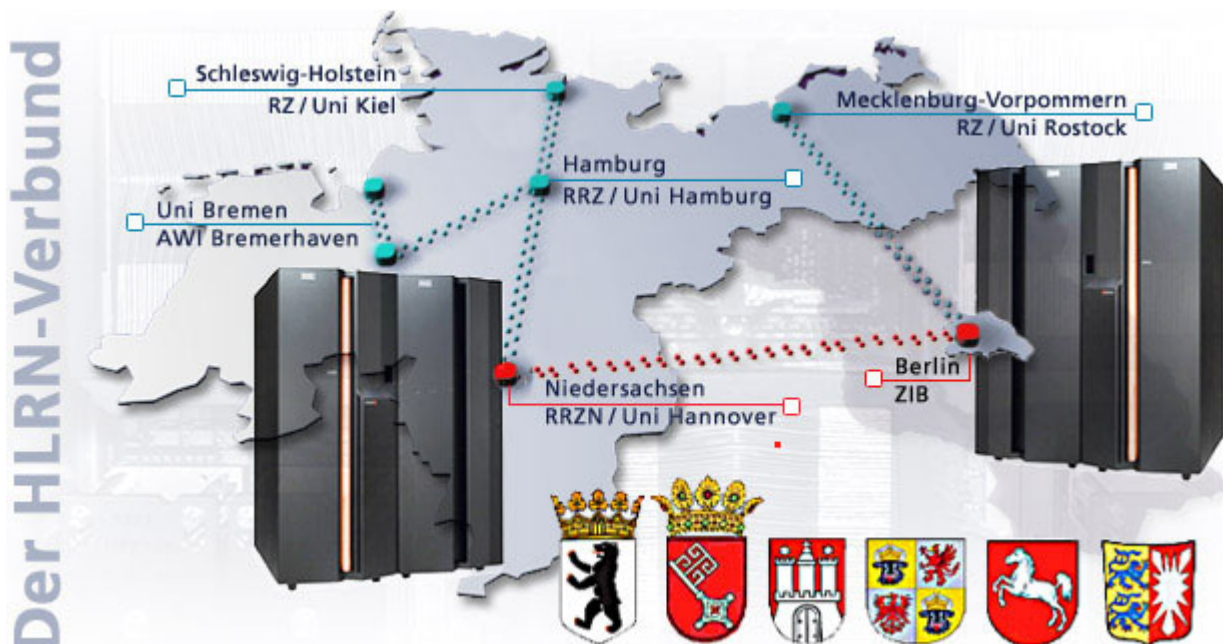 Der HLRN-Verbund
Schleswig-Holstein
RZ / Uni Kiel
Mecklenburg-Vorpommern
RZ / Uni Rostock
Hamburg
RRZ / Uni Hamburg
Uni Bremen
AWI Bremerhaven
Berlin
ZIB
Niedersachsen
RRZN / Uni Hannover